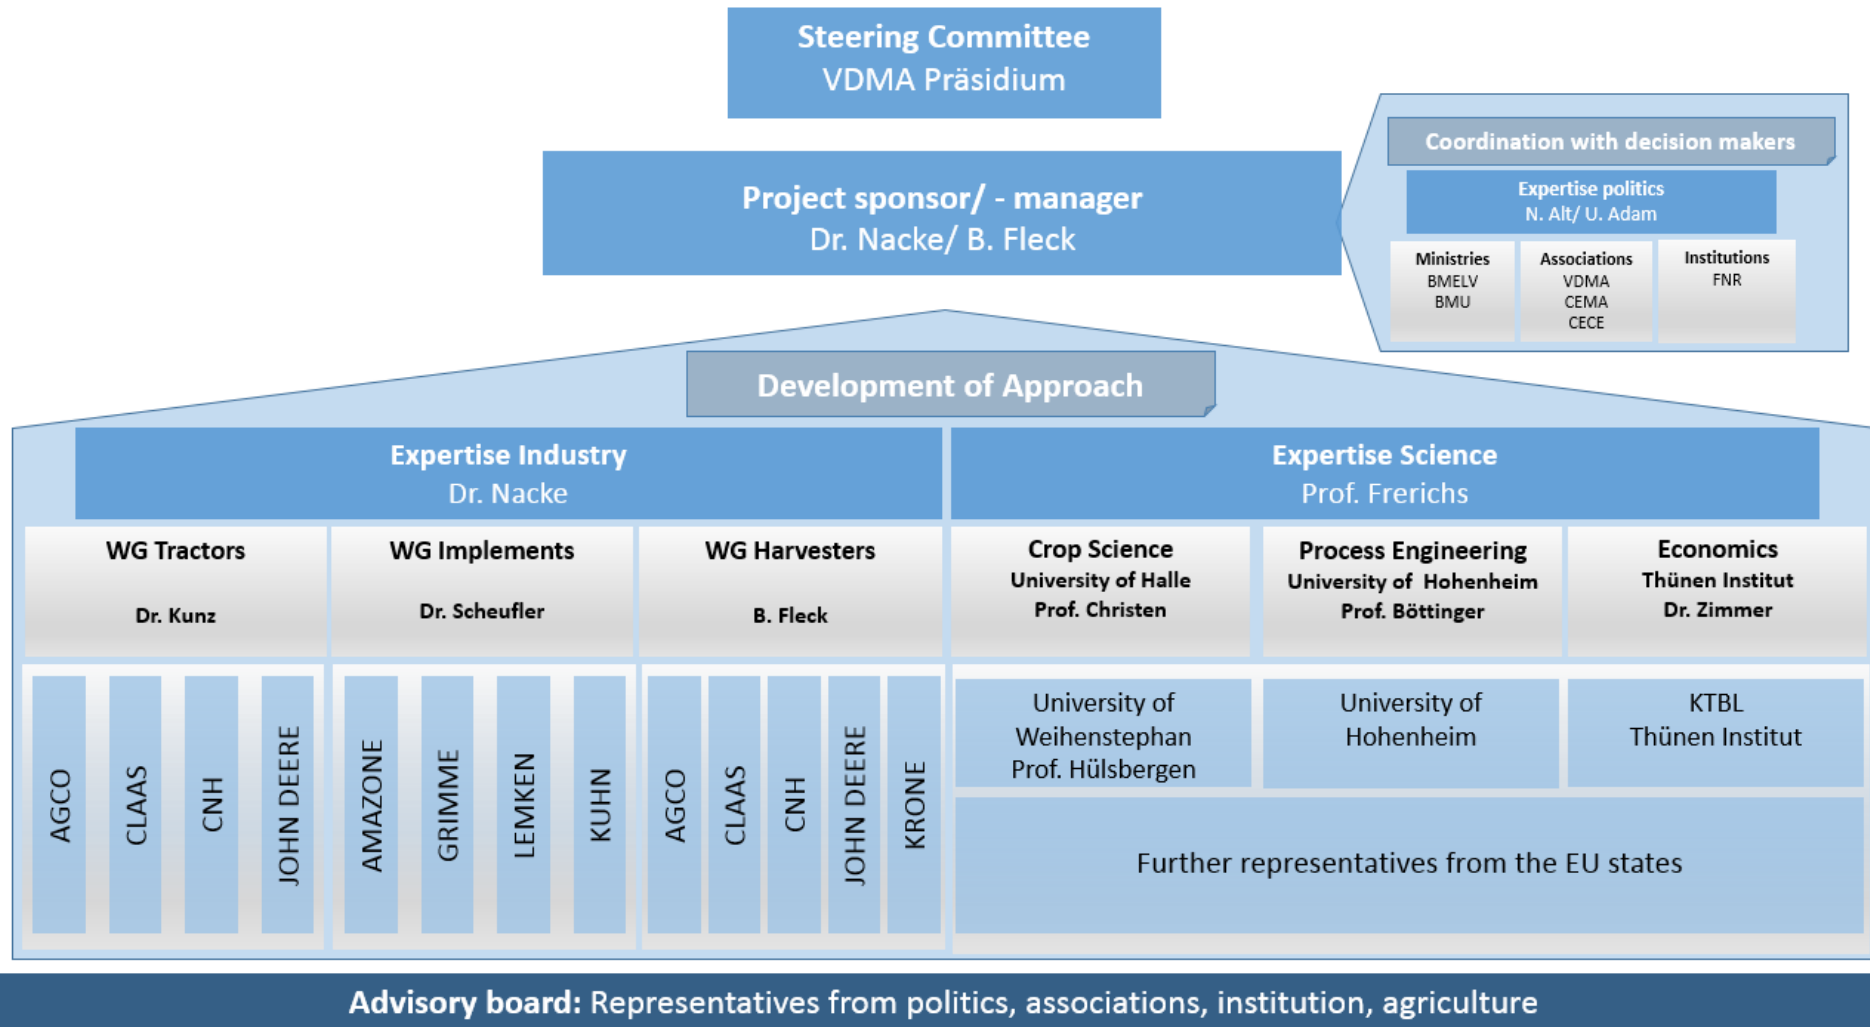 Steering Committee
VDMA Präsidium
Project sponsor/ - manager
Dr. Nacke/ B. Fleck
Coordination with decision makers
Expertise politics
N. Alt/ U. Adam
Ministries
BMELV
BMU
Associations
VDMA
CEMA
CECE
Institutions
FNR
Development of Approach
Expertise Industry
Dr. Nacke
Expertise Science
Prof. Frerichs
WG Tractors
Dr. Kunz
WG Implements
Dr. Scheufler
WG Harvesters
B. Fleck
Crop Science
University of Halle
Prof. Christen
Process Engineering
University of Hohenheim
Prof. Böttinger
Economics
Thünen Institut
Dr. Zimmer
AGCO
CLAAS
CNH
JOHN DEERE
AMAZONE
GRIMME
LEMKEN
KUHN
AGCO
CLAAS
CNH
JOHN DEERE
KRONE
University of
Weihenstephan
Prof. Hülsbergen
University of
Hohenheim
KTBL
Thünen Institut
Further representatives from the EU states
Advisory board: Representatives from politics, associations, institution, agriculture